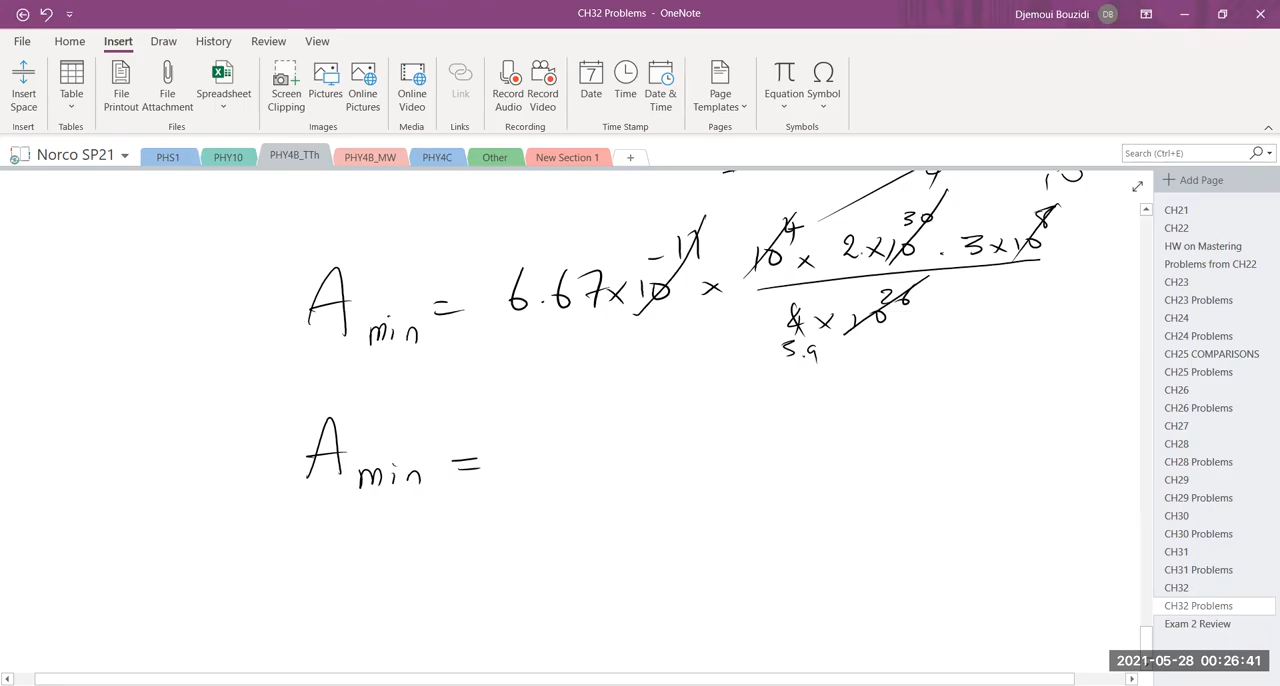 CH32 Problems - OneNote
Djemoui Bouzidi DB
File Home Insert Draw History Review View
Insert Space
Table
File Printout
File Attachment
Spreadsheet
Screen Clipping
Pictures
Online Pictures
Online Video
Link
Record Audio
Record Video
7
Date
Time
Date & Time
Page Templates
π
Equation
Ω
Symbol
Insert Tables Files Images Media Links Recording Time Stamp Pages Symbols
Norco SP21 PHS1 PHY10 PHY4B_TTh PHY4B_MW PHY4C Other New Section 1 +
Search (Ctrl+E)
Add Page
CH21
CH22
HW on Mastering
Problems from CH22
CH23
CH23 Problems
CH24
CH24 Problems
CH25 COMPARISONS
CH25 Problems
CH26
CH26 Problems
CH27
CH28
CH28 Problems
CH29
CH29 Problems
CH30
CH30 Problems
CH31
CH31 Problems
CH32
CH32 Problems
Exam 2 Review
10^4 × 2.×10^30 . 3×10^8
A min = 6.67×10^-11 ×
4 × 10^26
3.9
A min =
2021-05-28 00:26:41